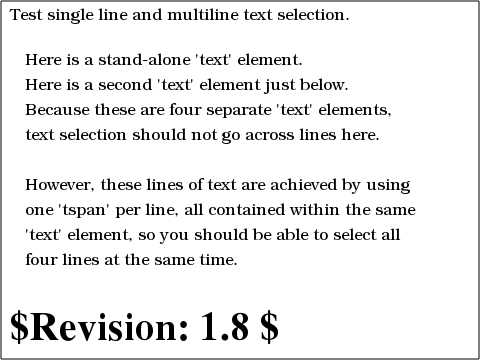 Test single line and multiline text selection.
Here is a stand-alone 'text' element.
Here is a second 'text' element just below.
Because these are four separate 'text' elements,
text selection should not go across lines here.
However, these lines of text are achieved by using
one 'tspan' per line, all contained within the same
'text' element, so you should be able to select all
four lines at the same time.
$Revision: 1.8 $